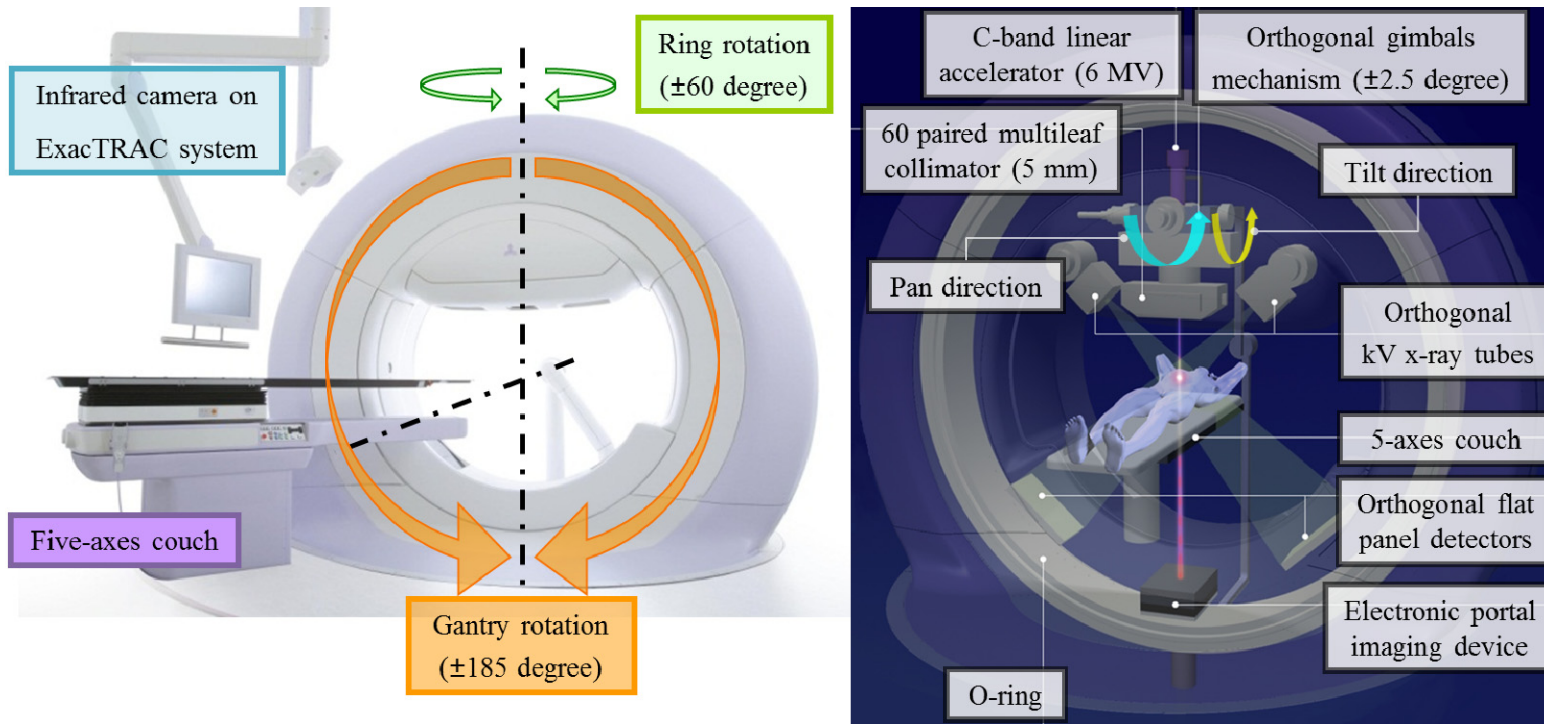 Ring rotation
(±60 degree)
Infrared camera on
ExacTRAC system
Five-axes couch
Gantry rotation
(±185 degree)
C-band linear
accelerator (6 MV)
Orthogonal gimbals
mechanism (±2.5 degree)
60 paired multileaf
collimator (5 mm)
Tilt direction
Pan direction
Orthogonal
kV x-ray tubes
5-axes couch
Orthogonal flat
panel detectors
Electronic portal
imaging device
O-ring